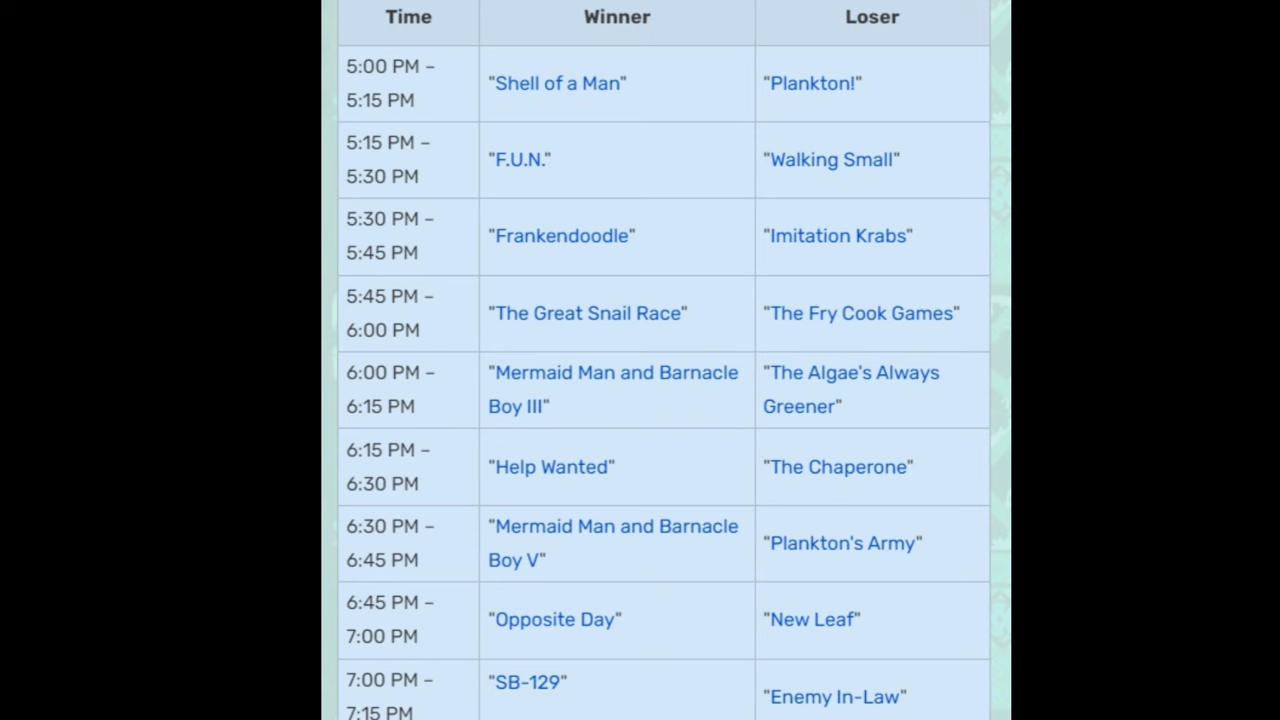 Time Winner Loser
5:00 PM –
5:15 PM
"Shell of a Man" "Plankton!"
5:15 PM –
5:30 PM
"F.U.N." "Walking Small"
5:30 PM –
5:45 PM
"Frankendoodle" "Imitation Krabs"
5:45 PM –
6:00 PM
"The Great Snail Race" "The Fry Cook Games"
6:00 PM –
6:15 PM
"Mermaid Man and Barnacle
Boy III"
"The Algae's Always
Greener"
6:15 PM –
6:30 PM
"Help Wanted" "The Chaperone"
6:30 PM –
6:45 PM
"Mermaid Man and Barnacle
Boy V"
"Plankton's Army"
6:45 PM –
7:00 PM
"Opposite Day" "New Leaf"
7:00 PM –
7:15 PM
"SB-129"
"Enemy In-Law"